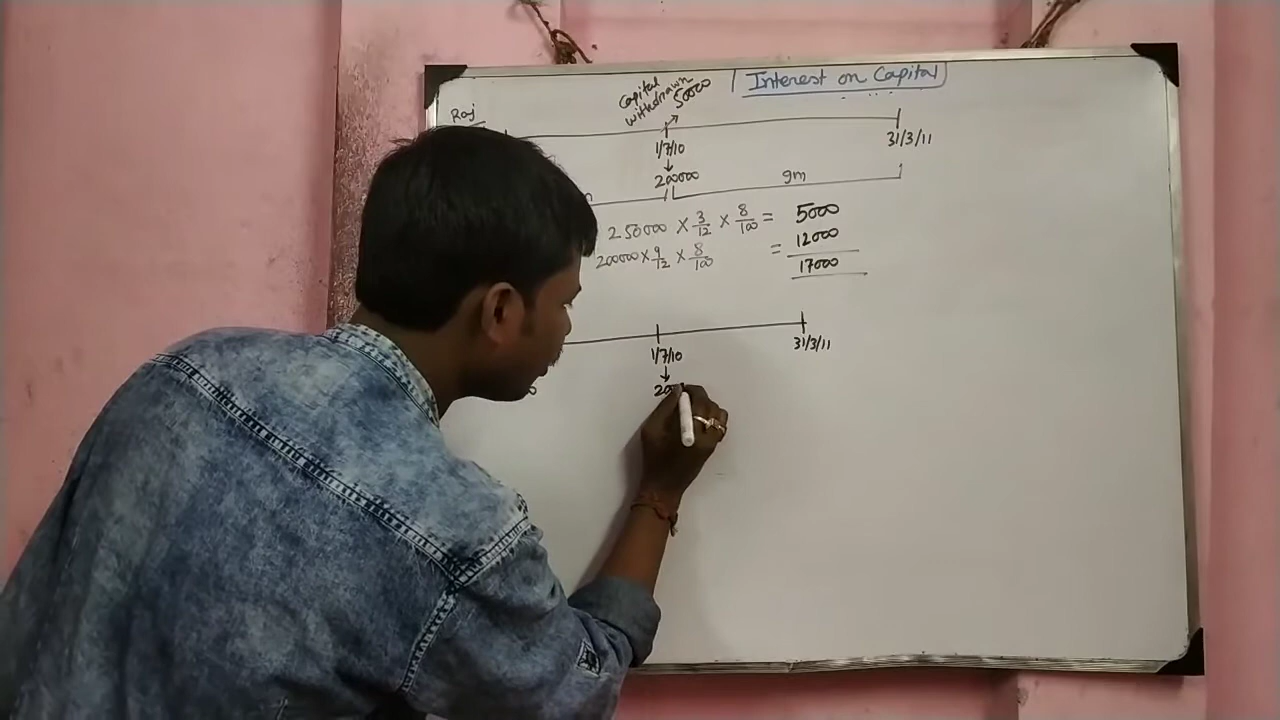 Interest on Capital
Raj
Capital withdrawn 50000
1/7/10
31/3/11
200000
9m
250000 × 3/12 × 8/100 = 5000
200000 × 9/12 × 8/100 = 12000
17000
1/7/10
31/3/11